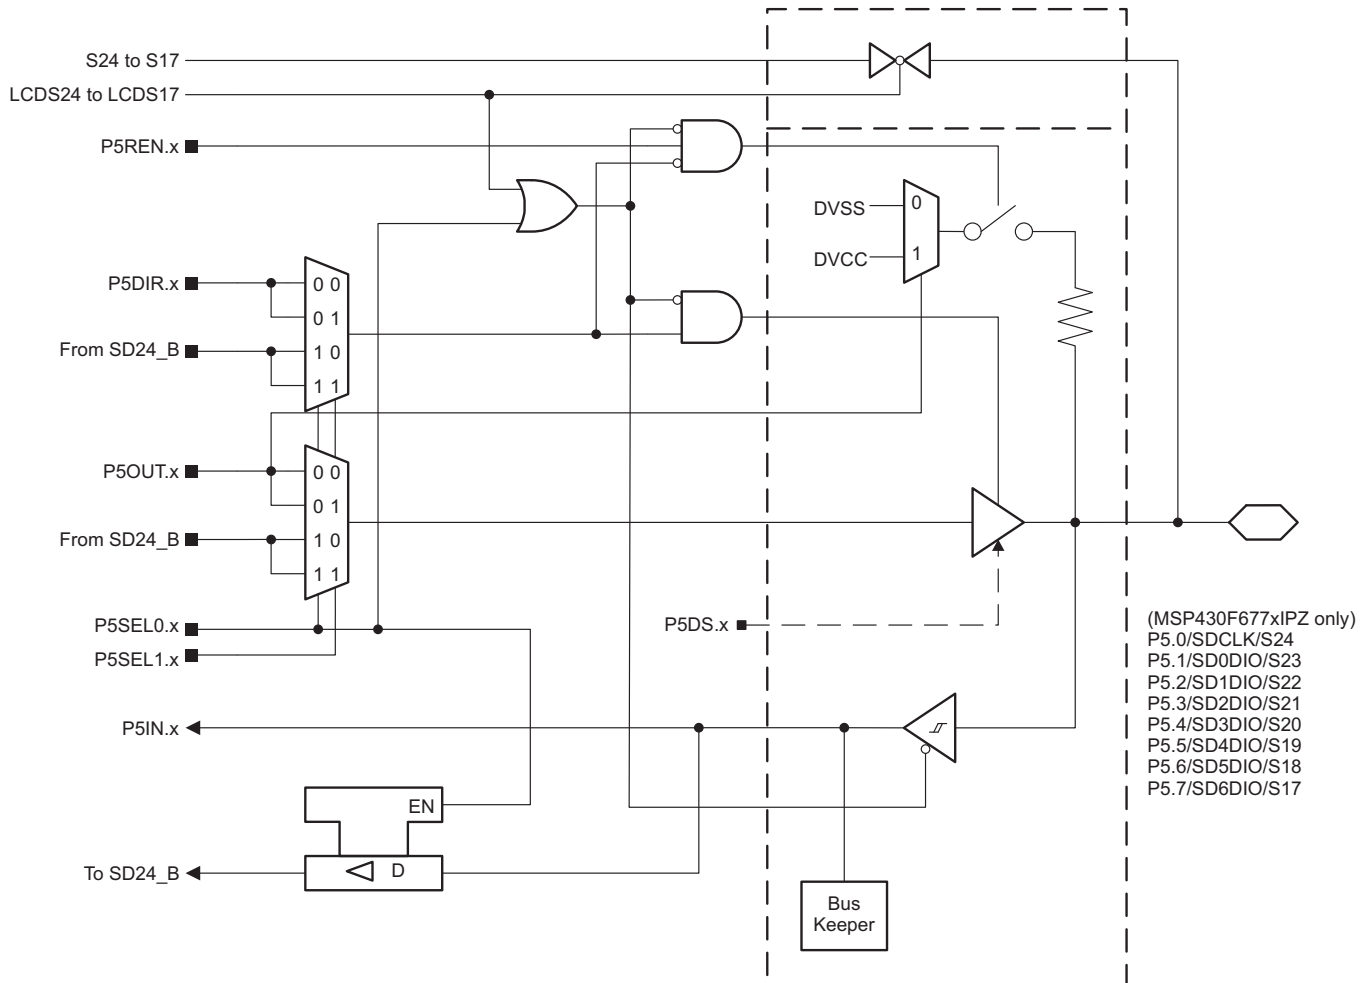 S24 to S17
LCDS24 to LCDS17
P5REN.x
DVSS
0
DVCC
1
P5DIR.x
0 0
0 1
From SD24_B
1 0
1 1
P5OUT.x
0 0
0 1
From SD24_B
1 0
1 1
P5SEL0.x
P5SEL1.x
P5DS.x
(MSP430F677xIPZ only)
P5.0/SDCLK/S24
P5.1/SD0DIO/S23
P5.2/SD1DIO/S22
P5.3/SD2DIO/S21
P5.4/SD3DIO/S20
P5.5/SD4DIO/S19
P5.6/SD5DIO/S18
P5.7/SD6DIO/S17
P5IN.x
EN
To SD24_B
D
Bus
Keeper